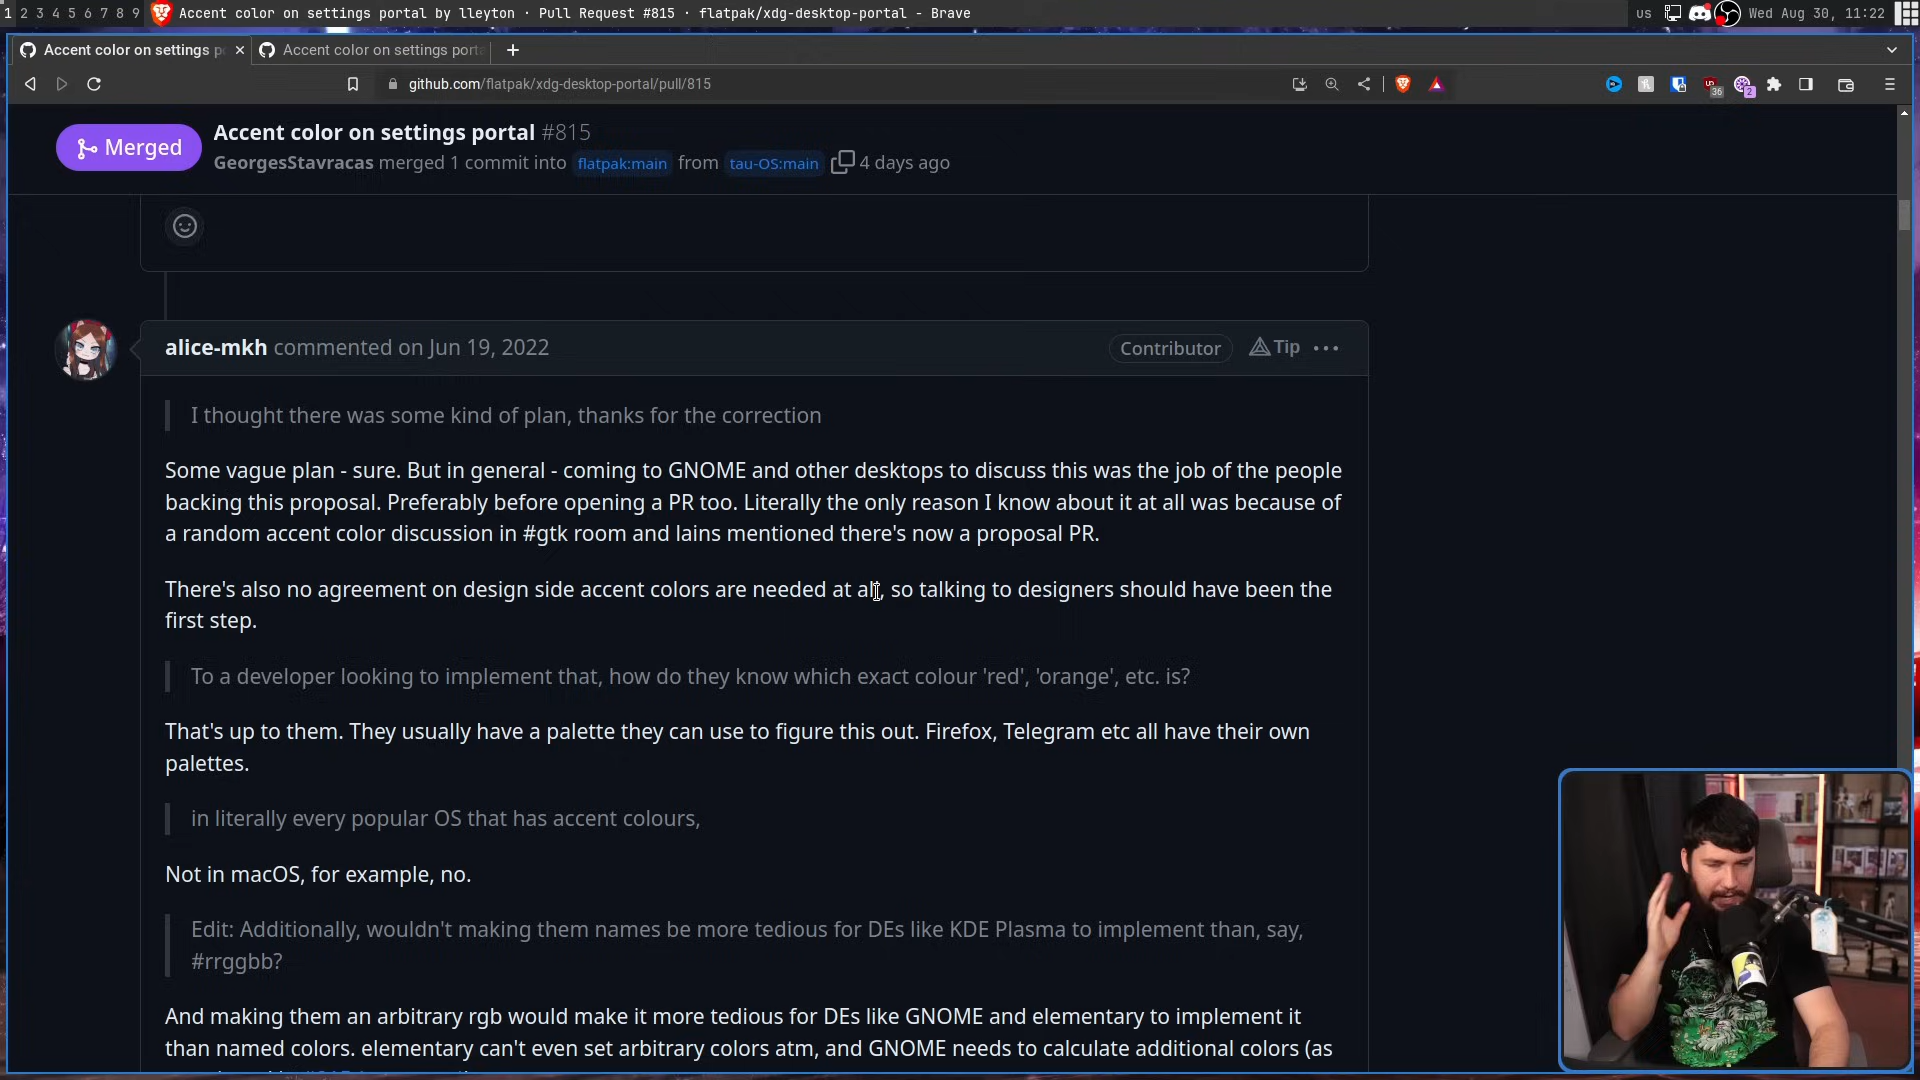 1 2 3 4 5 6 7 8 9 Accent color on settings portal by lleyton · Pull Request #815 · flatpak/xdg-desktop-portal - Brave us Wed Aug 30, 11:22
Accent color on settings p Accent color on settings port
github.com/flatpak/xdg-desktop-portal/pull/815 36 2
Merged
Accent color on settings portal #815
GeorgesStavracas merged 1 commit into flatpak:main from tau-OS:main 4 days ago
alice-mkh commented on Jun 19, 2022 Contributor Tip
I thought there was some kind of plan, thanks for the correction
Some vague plan - sure. But in general - coming to GNOME and other desktops to discuss this was the job of the people
backing this proposal. Preferably before opening a PR too. Literally the only reason I know about it at all was because of
a random accent color discussion in #gtk room and lains mentioned there's now a proposal PR.
There's also no agreement on design side accent colors are needed at all, so talking to designers should have been the
first step.
To a developer looking to implement that, how do they know which exact colour 'red', 'orange', etc. is?
That's up to them. They usually have a palette they can use to figure this out. Firefox, Telegram etc all have their own
palettes.
in literally every popular OS that has accent colours,
Not in macOS, for example, no.
Edit: Additionally, wouldn't making them names be more tedious for DEs like KDE Plasma to implement than, say,
#rrggbb?
And making them an arbitrary rgb would make it more tedious for DEs like GNOME and elementary to implement it
than named colors. elementary can't even set arbitrary colors atm, and GNOME needs to calculate additional colors (as